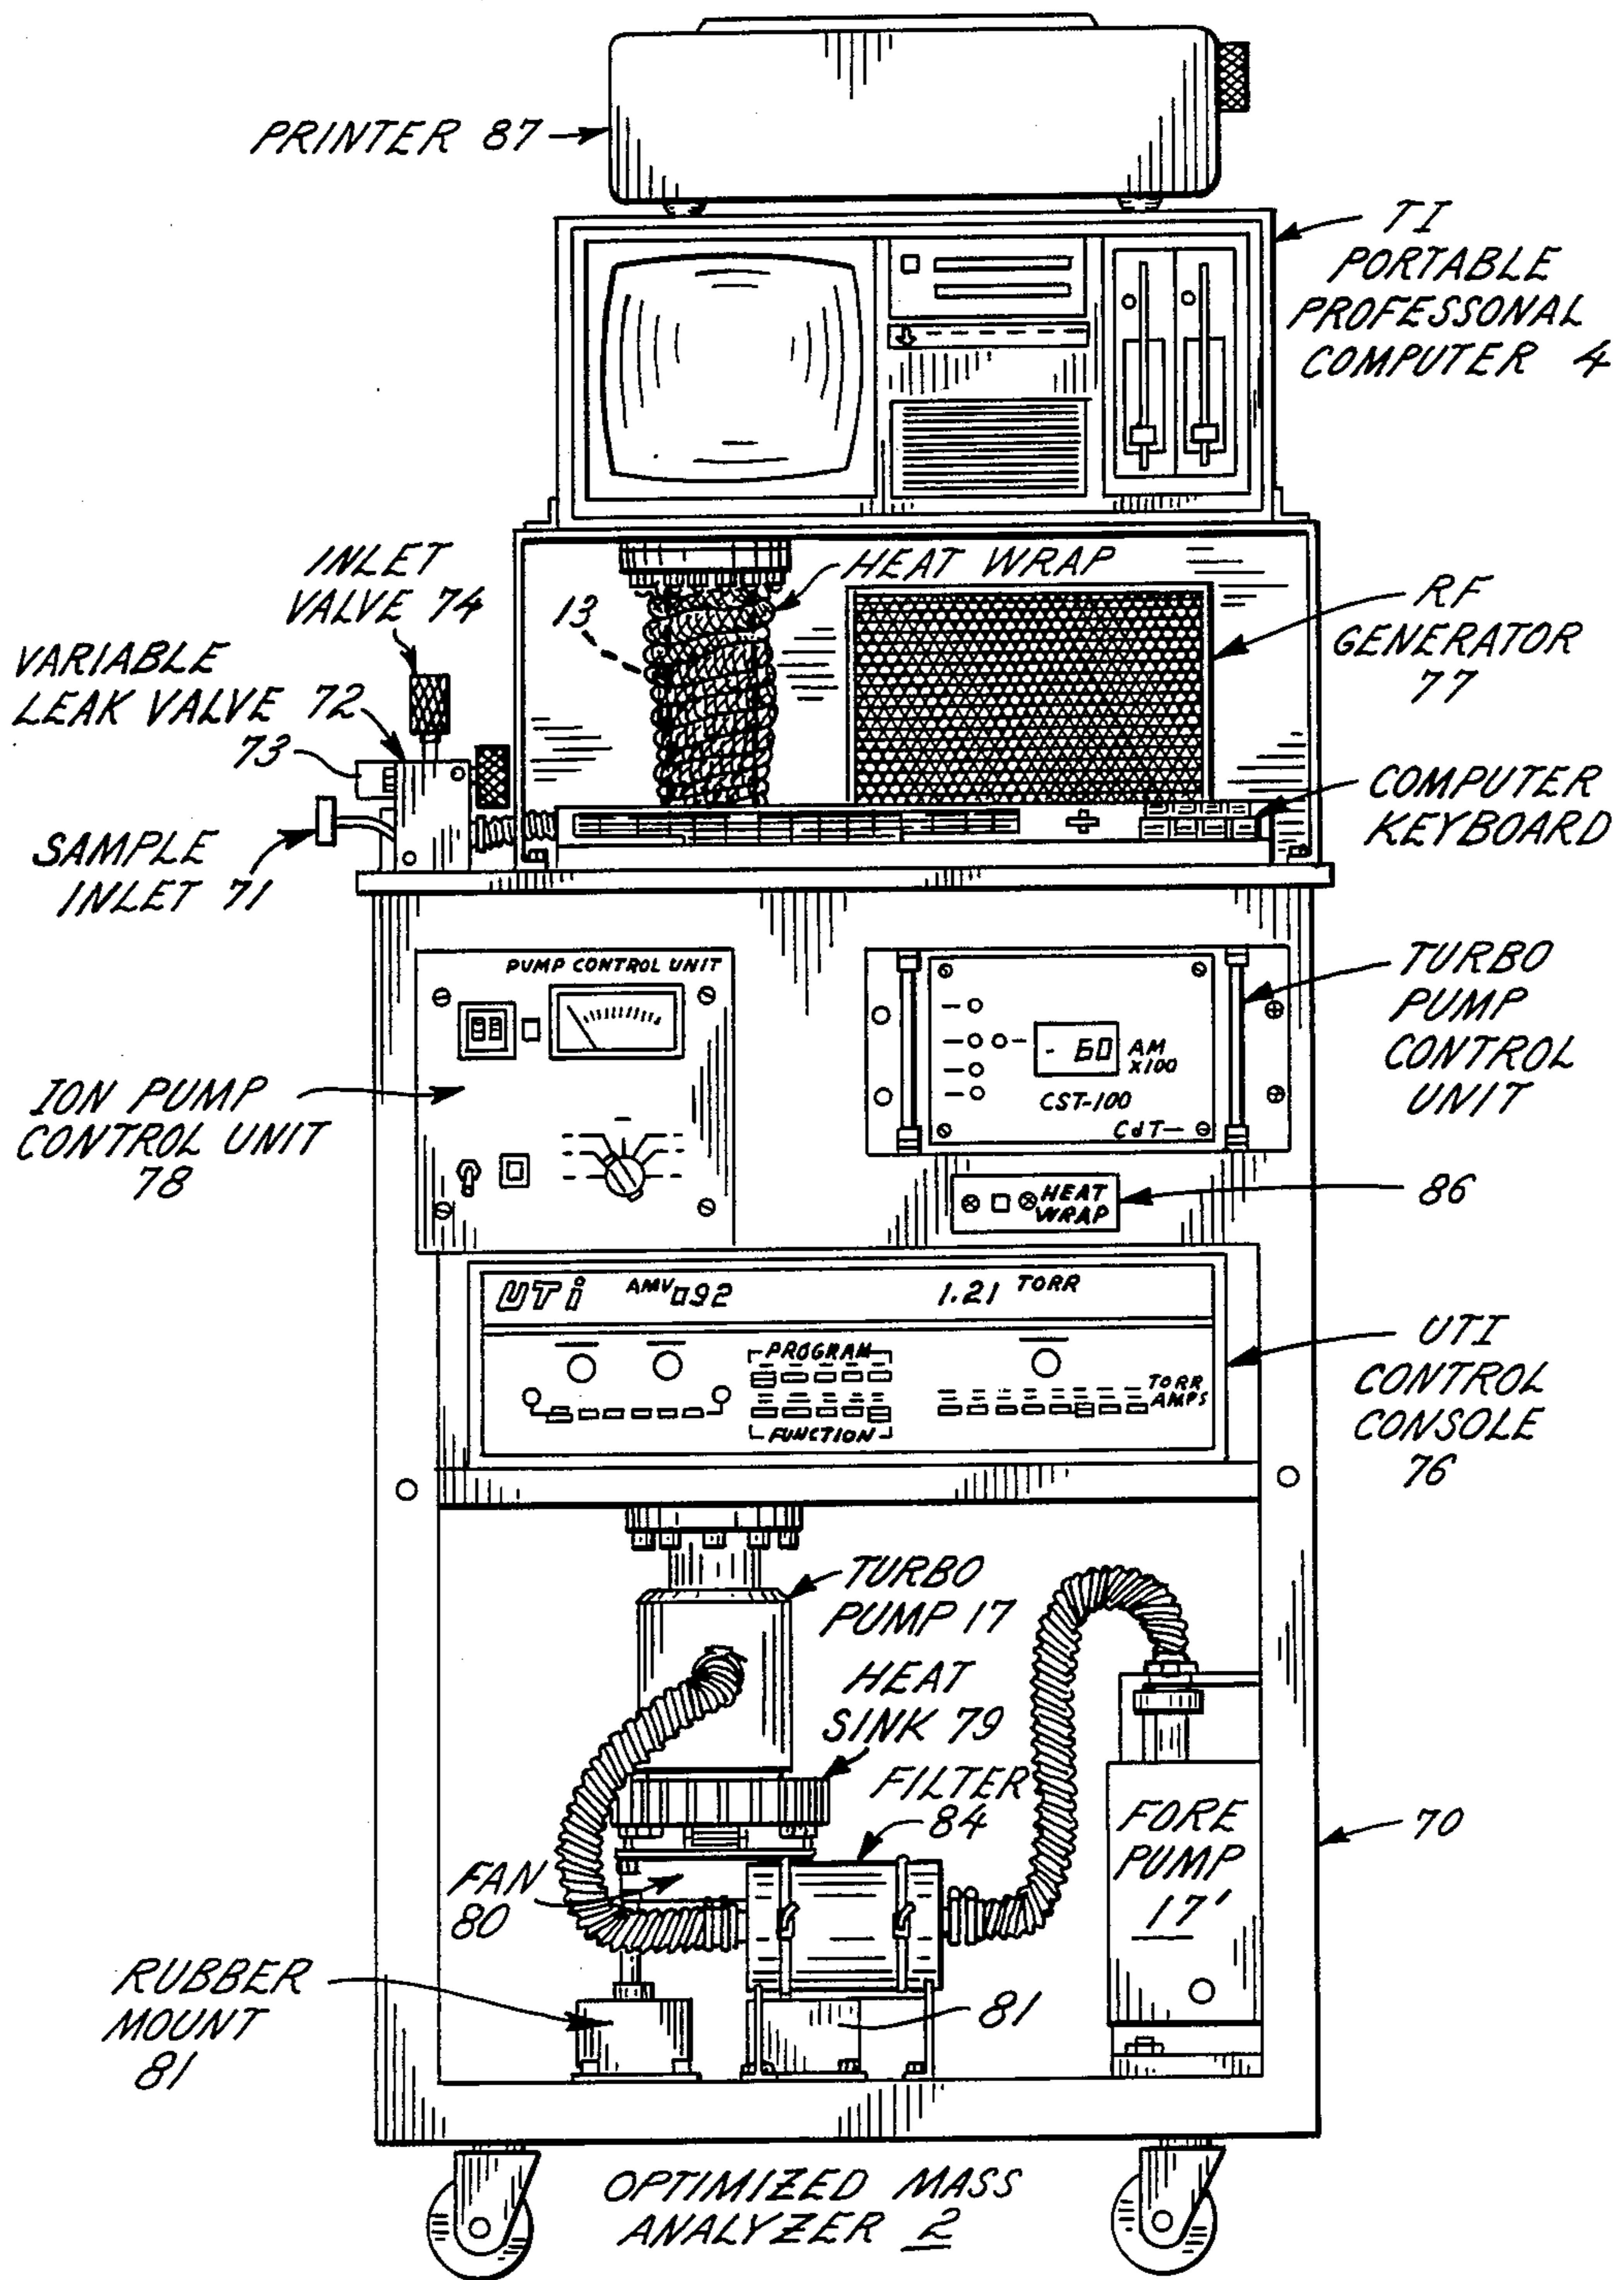 PRINTER 87
TI
PORTABLE
PROFESSONAL
COMPUTER 4
INLET
VALVE 74
HEAT WRAP
13
RF
GENERATOR
77
VARIABLE
LEAK VALVE 72
73
COMPUTER
KEYBOARD
SAMPLE
INLET 71
PUMP CONTROL UNIT
TURBO
PUMP
CONTROL
UNIT
- 60 AM
X100
CST-100
CdT-
ION PUMP
CONTROL UNIT
78
HEAT
WRAP
86
UTi AMV 092 1.21 TORR
UTI
CONTROL
CONSOLE
76
PROGRAM
TORR
AMPS
FUNCTION
TURBO
PUMP 17
HEAT
SINK 79
FILTER
84
FORE
PUMP
17'
70
FAN
80
RUBBER
MOUNT
81
81
OPTIMIZED MASS
ANALYZER 2